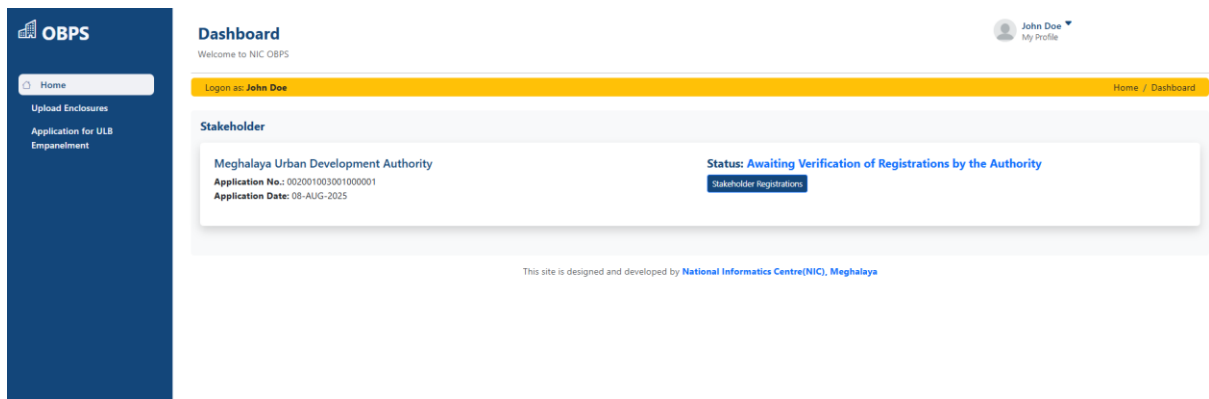 OBPS
Home
Upload Enclosures
Application for ULB
Empanelment
Dashboard
Welcome to NIC OBPS
John Doe
My Profile
Logon as: John Doe
Home / Dashboard
Stakeholder
Meghalaya Urban Development Authority
Application No.: 002001003001000001
Application Date: 08-AUG-2025
Status: Awaiting Verification of Registrations by the Authority
Stakeholder Registrations
This site is designed and developed by National Informatics Centre(NIC), Meghalaya